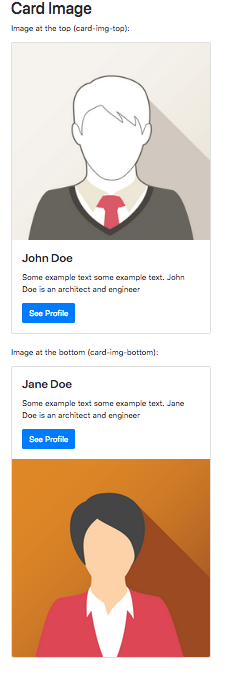 Card Image
Image at the top (card-img-top):
John Doe
Some example text some example text. John
Doe is an architect and engineer
See Profile
Image at the bottom (card-img-bottom):
Jane Doe
Some example text some example text. Jane
Doe is an architect and engineer
See Profile